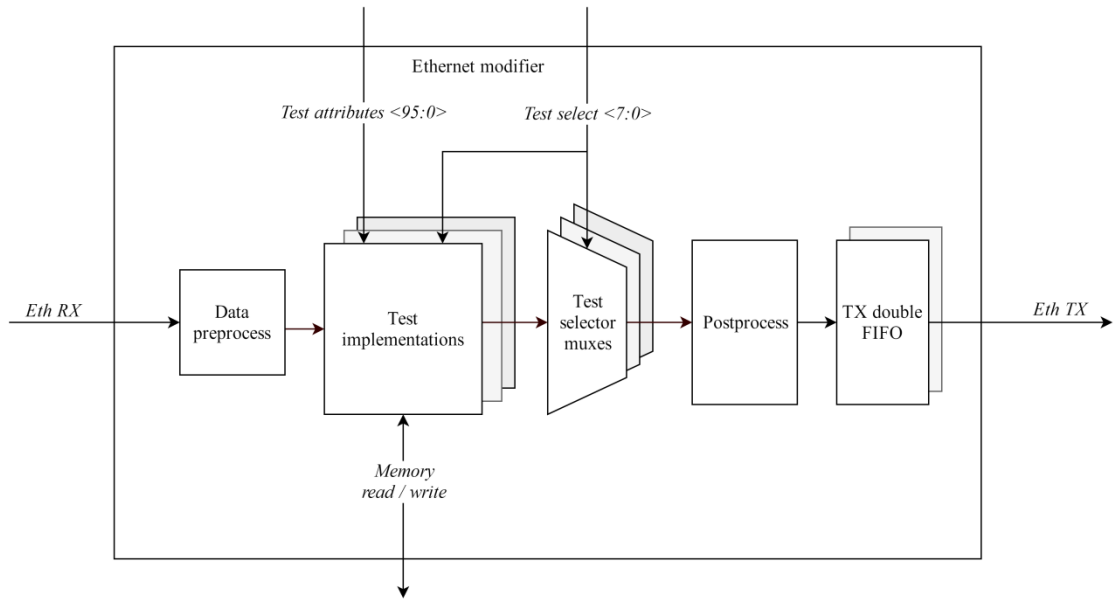 Ethernet modifier
Test attributes <95:0>
Test select <7:0>
Eth RX
Data
preprocess
Test
implementations
Test
selector
muxes
Postprocess
TX double
FIFO
Eth TX
Memory
read / write